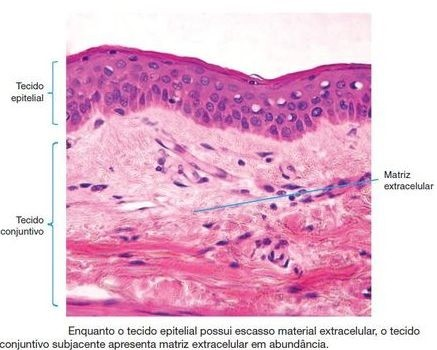 Tecido
epitelial
Matriz
extracelular
Tecido
conjuntivo
Enquanto o tecido epitelial possui escasso material extracelular, o tecido
conjuntivo subjacente apresenta matriz extracelular em abundância.